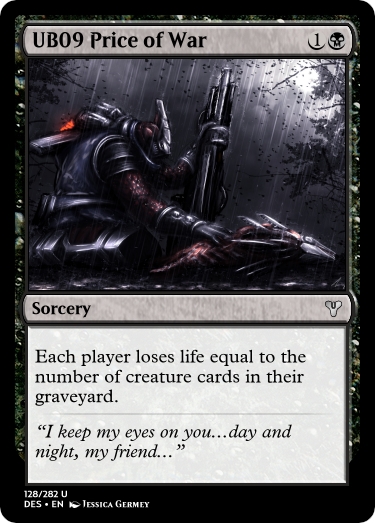 UB09 Price of War 1
Sorcery
Each player loses life equal to the
number of creature cards in their
graveyard.
“I keep my eyes on you…day and
night, my friend…”
128/282 U
DES • EN Jessica Germey